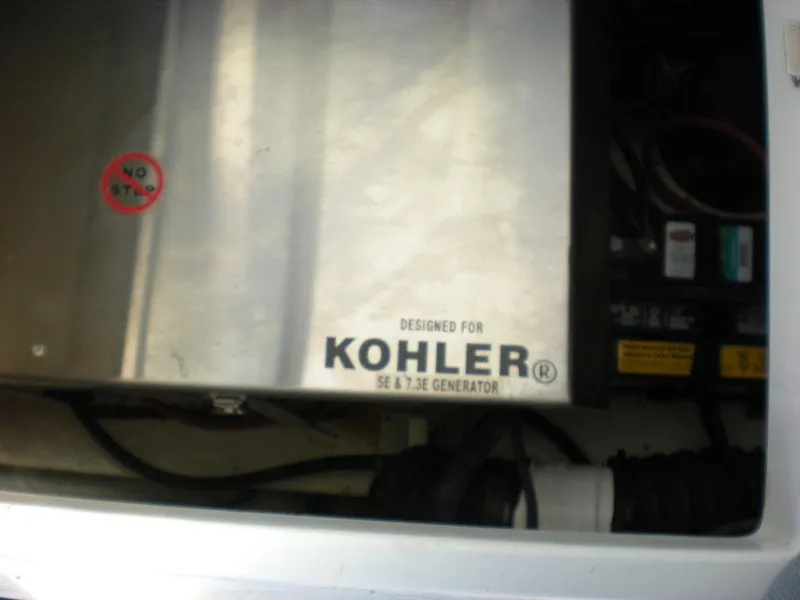 NO
STEP
DESIGNED FOR
KOHLER®
5E & 7.3E GENERATOR